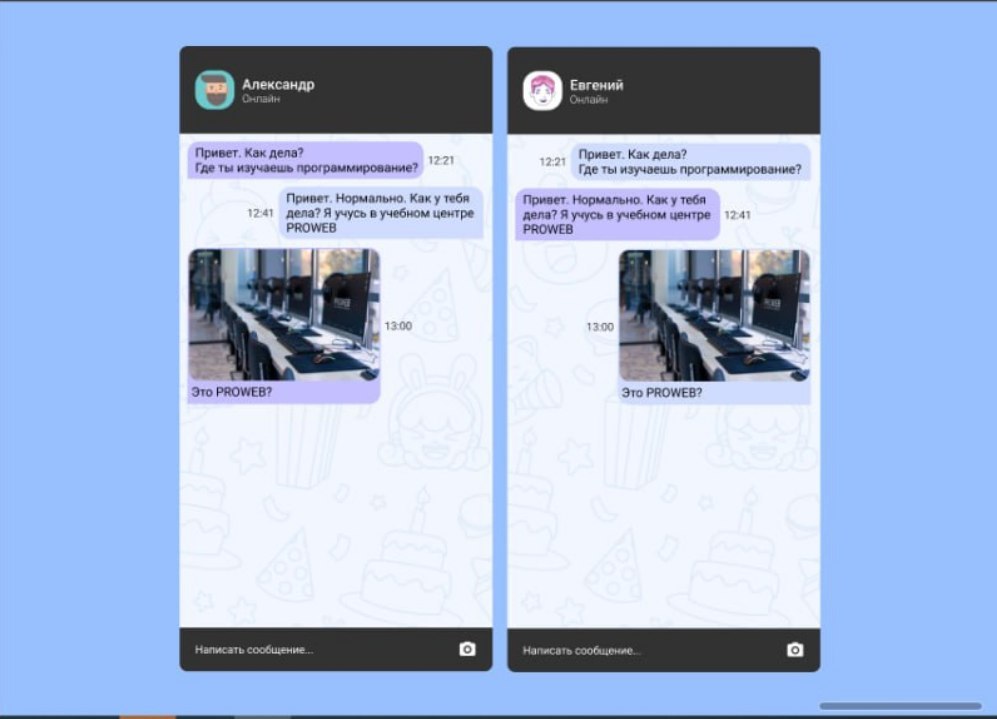 Александр
Онлайн
Привет. Как дела?
Где ты изучаешь программирование?
12:21
Привет. Нормально. Как у тебя
дела? Я учусь в учебном центре
PROWEB
12:41
PROWEB
13:00
Это PROWEB?
Написать сообщение...
Евгений
Онлайн
12:21
Привет. Как дела?
Где ты изучаешь программирование?
Привет. Нормально. Как у тебя
дела? Я учусь в учебном центре
PROWEB
12:41
PROWEB
13:00
Это PROWEB?
Написать сообщение...